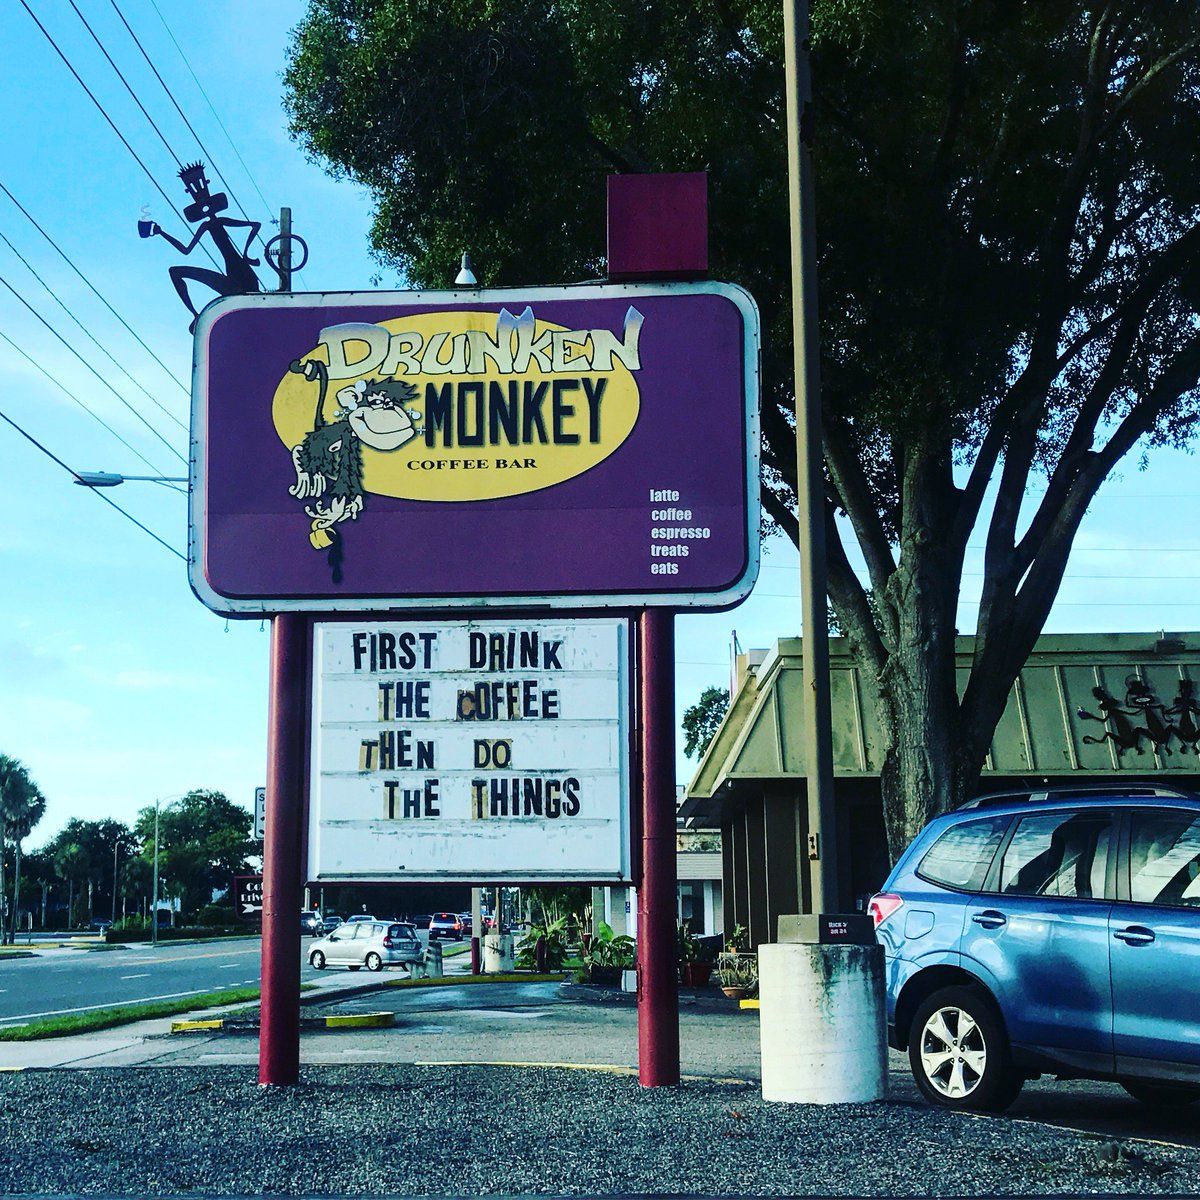 DRUNKEN
MONKEY
COFFEE BAR
latte
coffee
espresso
treats
eats
FIRST DRINK
THE COFFEE
THEN DO
THE THINGS